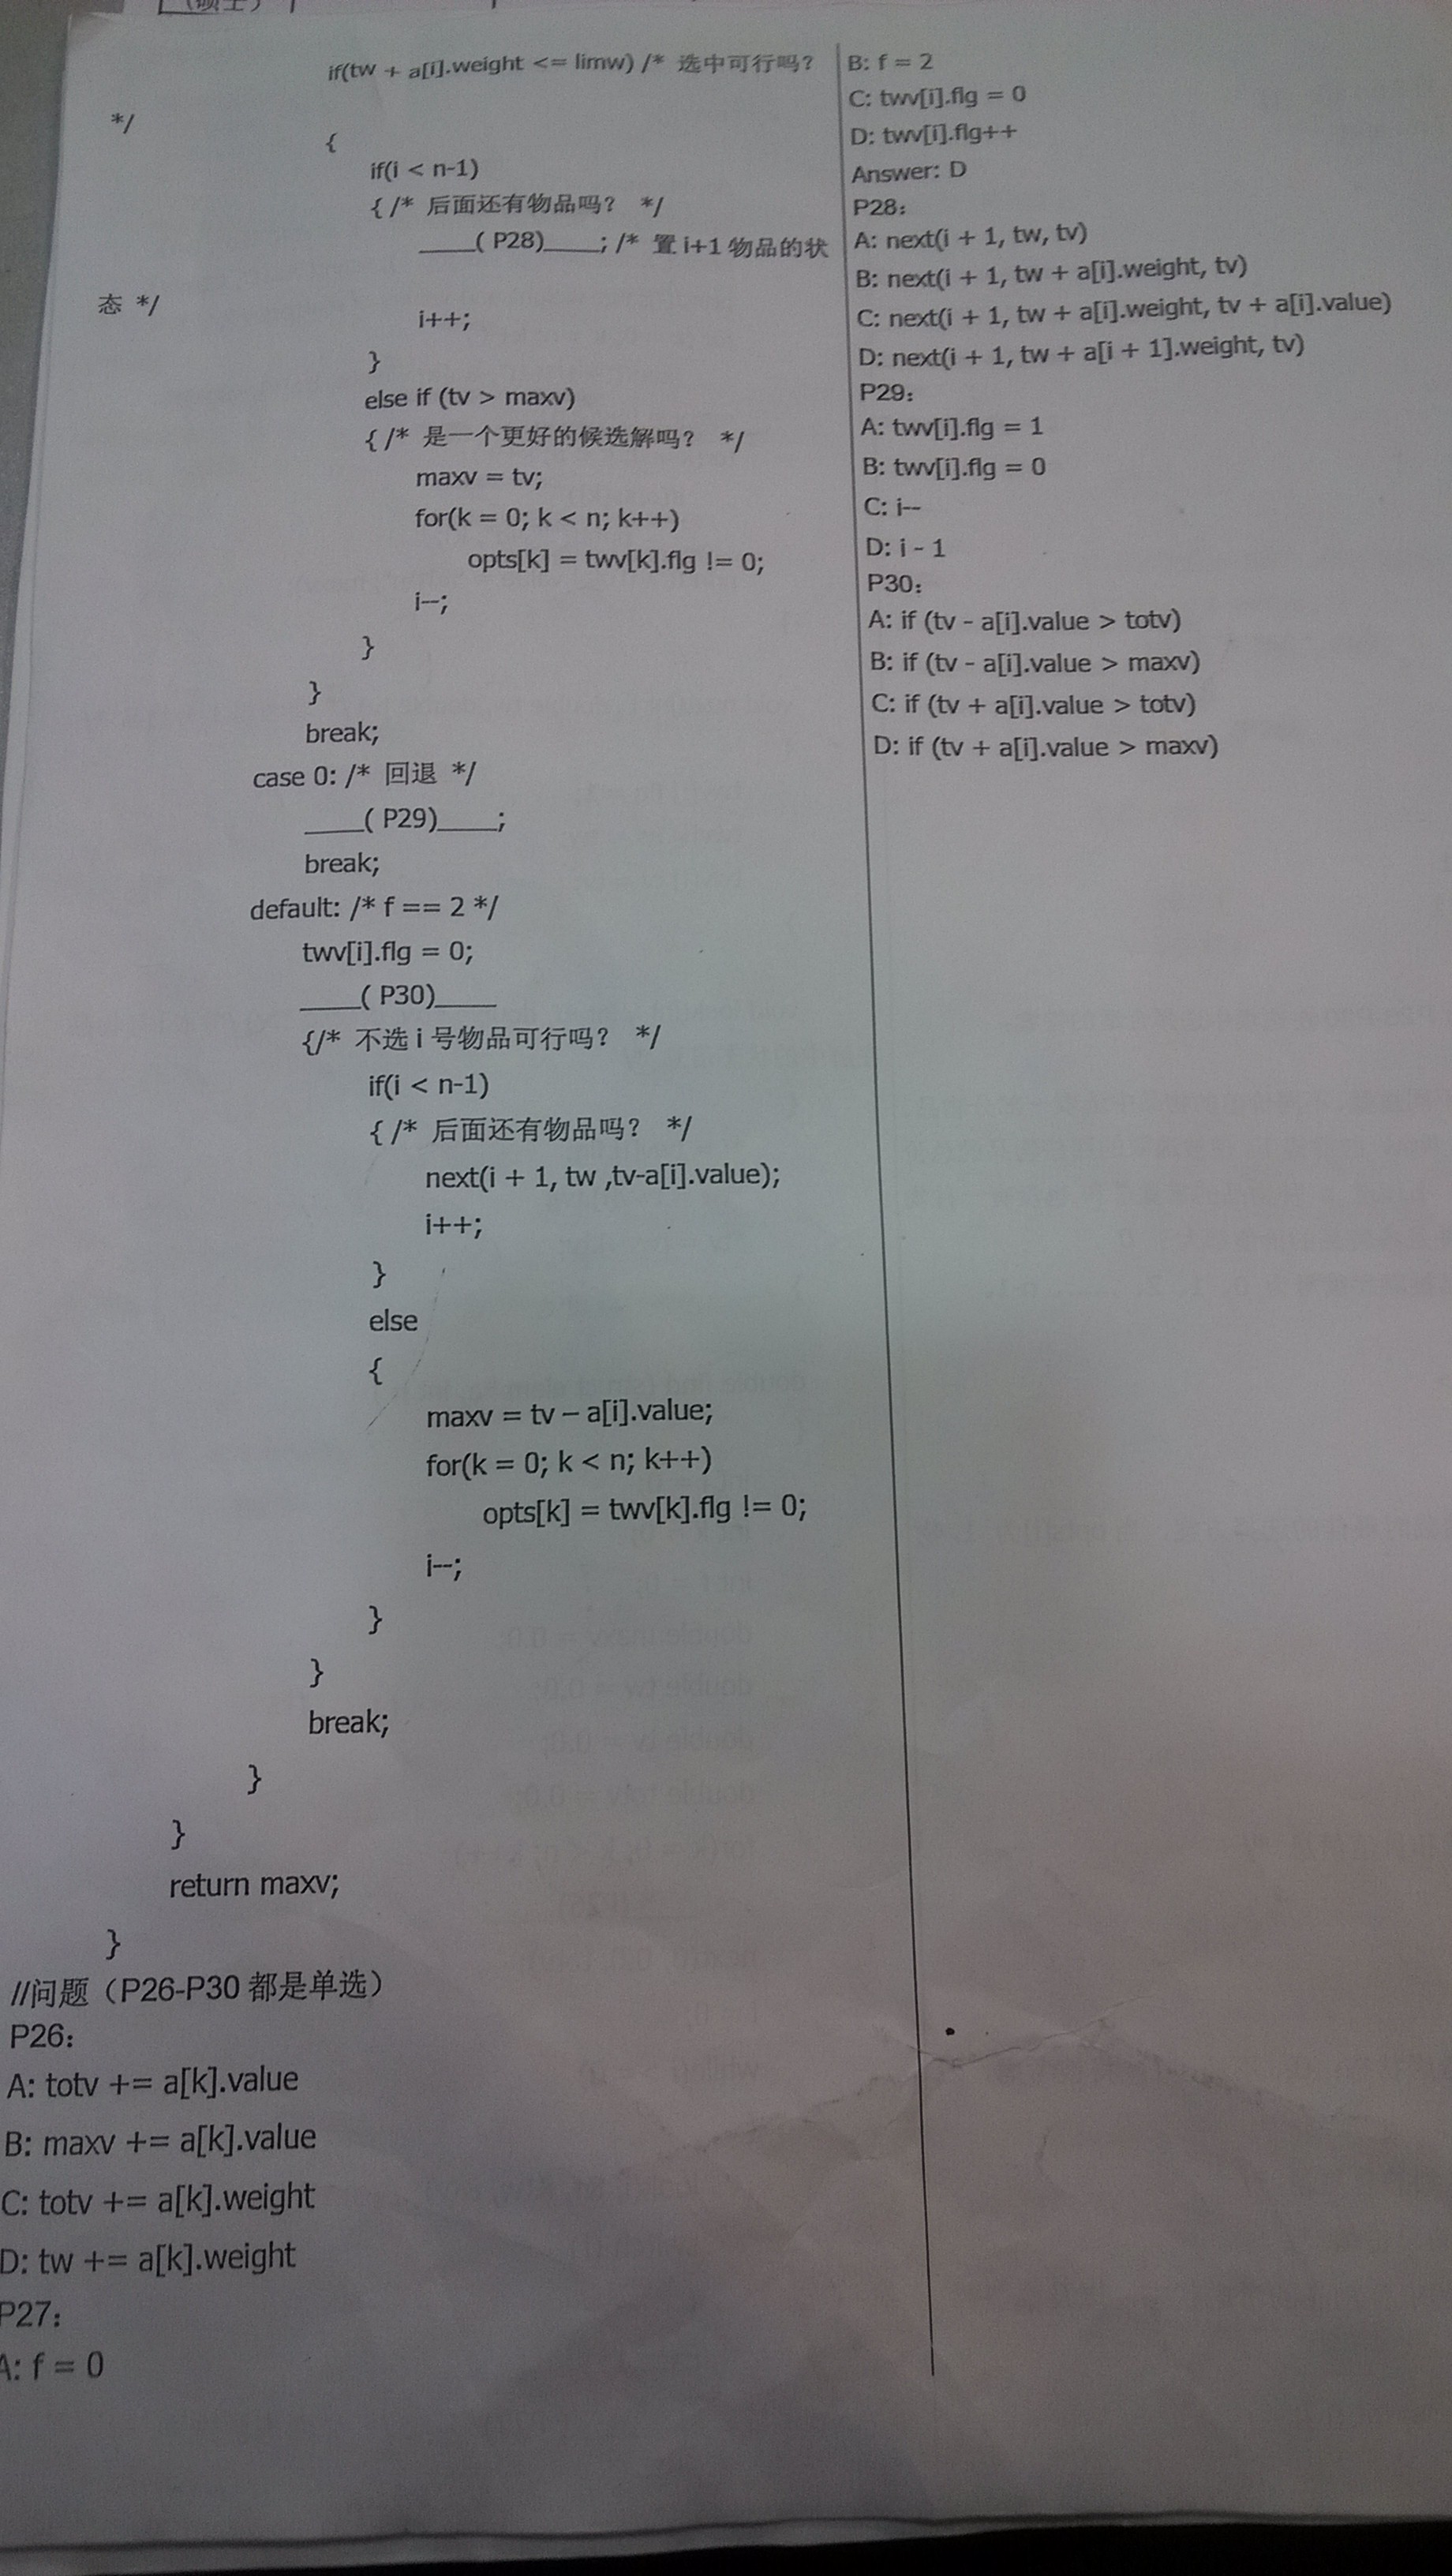 （硕士）
if(tw + a[i].weight <= limw) /* 选中可行吗？
*/
{
if(i < n-1)
{ /* 后面还有物品吗？ */
____( P28)____; /* 置 i+1 物品的状
态 */
i++;
}
else if (tv > maxv)
{ /* 是一个更好的候选解吗？ */
maxv = tv;
for(k = 0; k < n; k++)
opts[k] = twv[k].flg != 0;
i--;
}
}
break;
case 0: /* 回退 */
____( P29)____;
break;
default: /* f == 2 */
twv[i].flg = 0;
____( P30)____
{/* 不选 i 号物品可行吗？ */
if(i < n-1)
{ /* 后面还有物品吗？ */
next(i + 1, tw ,tv-a[i].value);
i++;
}
else
{
maxv = tv – a[i].value;
for(k = 0; k < n; k++)
opts[k] = twv[k].flg != 0;
i--;
}
}
break;
}
}
return maxv;
}
//问题（P26-P30 都是单选）
P26：
A: totv += a[k].value
B: maxv += a[k].value
C: totv += a[k].weight
D: tw += a[k].weight
P27：
A: f = 0
B: f = 2
C: twv[i].flg = 0
D: twv[i].flg++
Answer: D
P28：
A: next(i + 1, tw, tv)
B: next(i + 1, tw + a[i].weight, tv)
C: next(i + 1, tw + a[i].weight, tv + a[i].value)
D: next(i + 1, tw + a[i + 1].weight, tv)
P29：
A: twv[i].flg = 1
B: twv[i].flg = 0
C: i--
D: i - 1
P30：
A: if (tv - a[i].value > totv)
B: if (tv - a[i].value > maxv)
C: if (tv + a[i].value > totv)
D: if (tv + a[i].value > maxv)